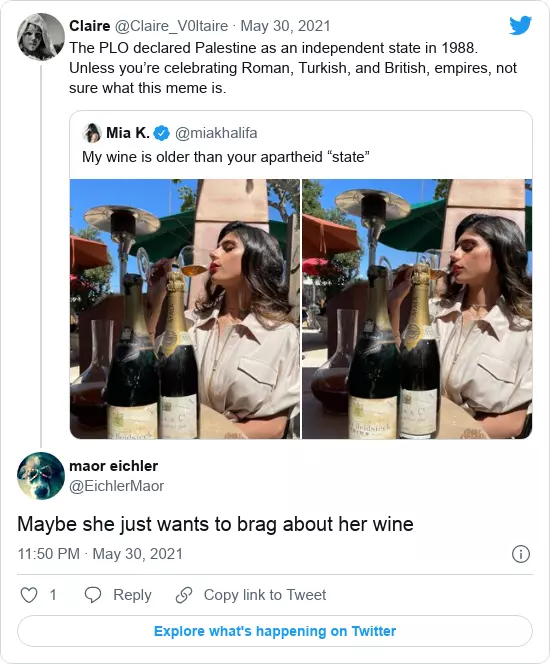 Claire @Claire_V0ltaire · May 30, 2021
The PLO declared Palestine as an independent state in 1988.
Unless you’re celebrating Roman, Turkish, and British, empires, not
sure what this meme is.
Mia K. @miakhalifa
My wine is older than your apartheid “state”
maor eichler
@EichlerMaor
Maybe she just wants to brag about her wine
11:50 PM · May 30, 2021
1 Reply Copy link to Tweet
Explore what's happening on Twitter